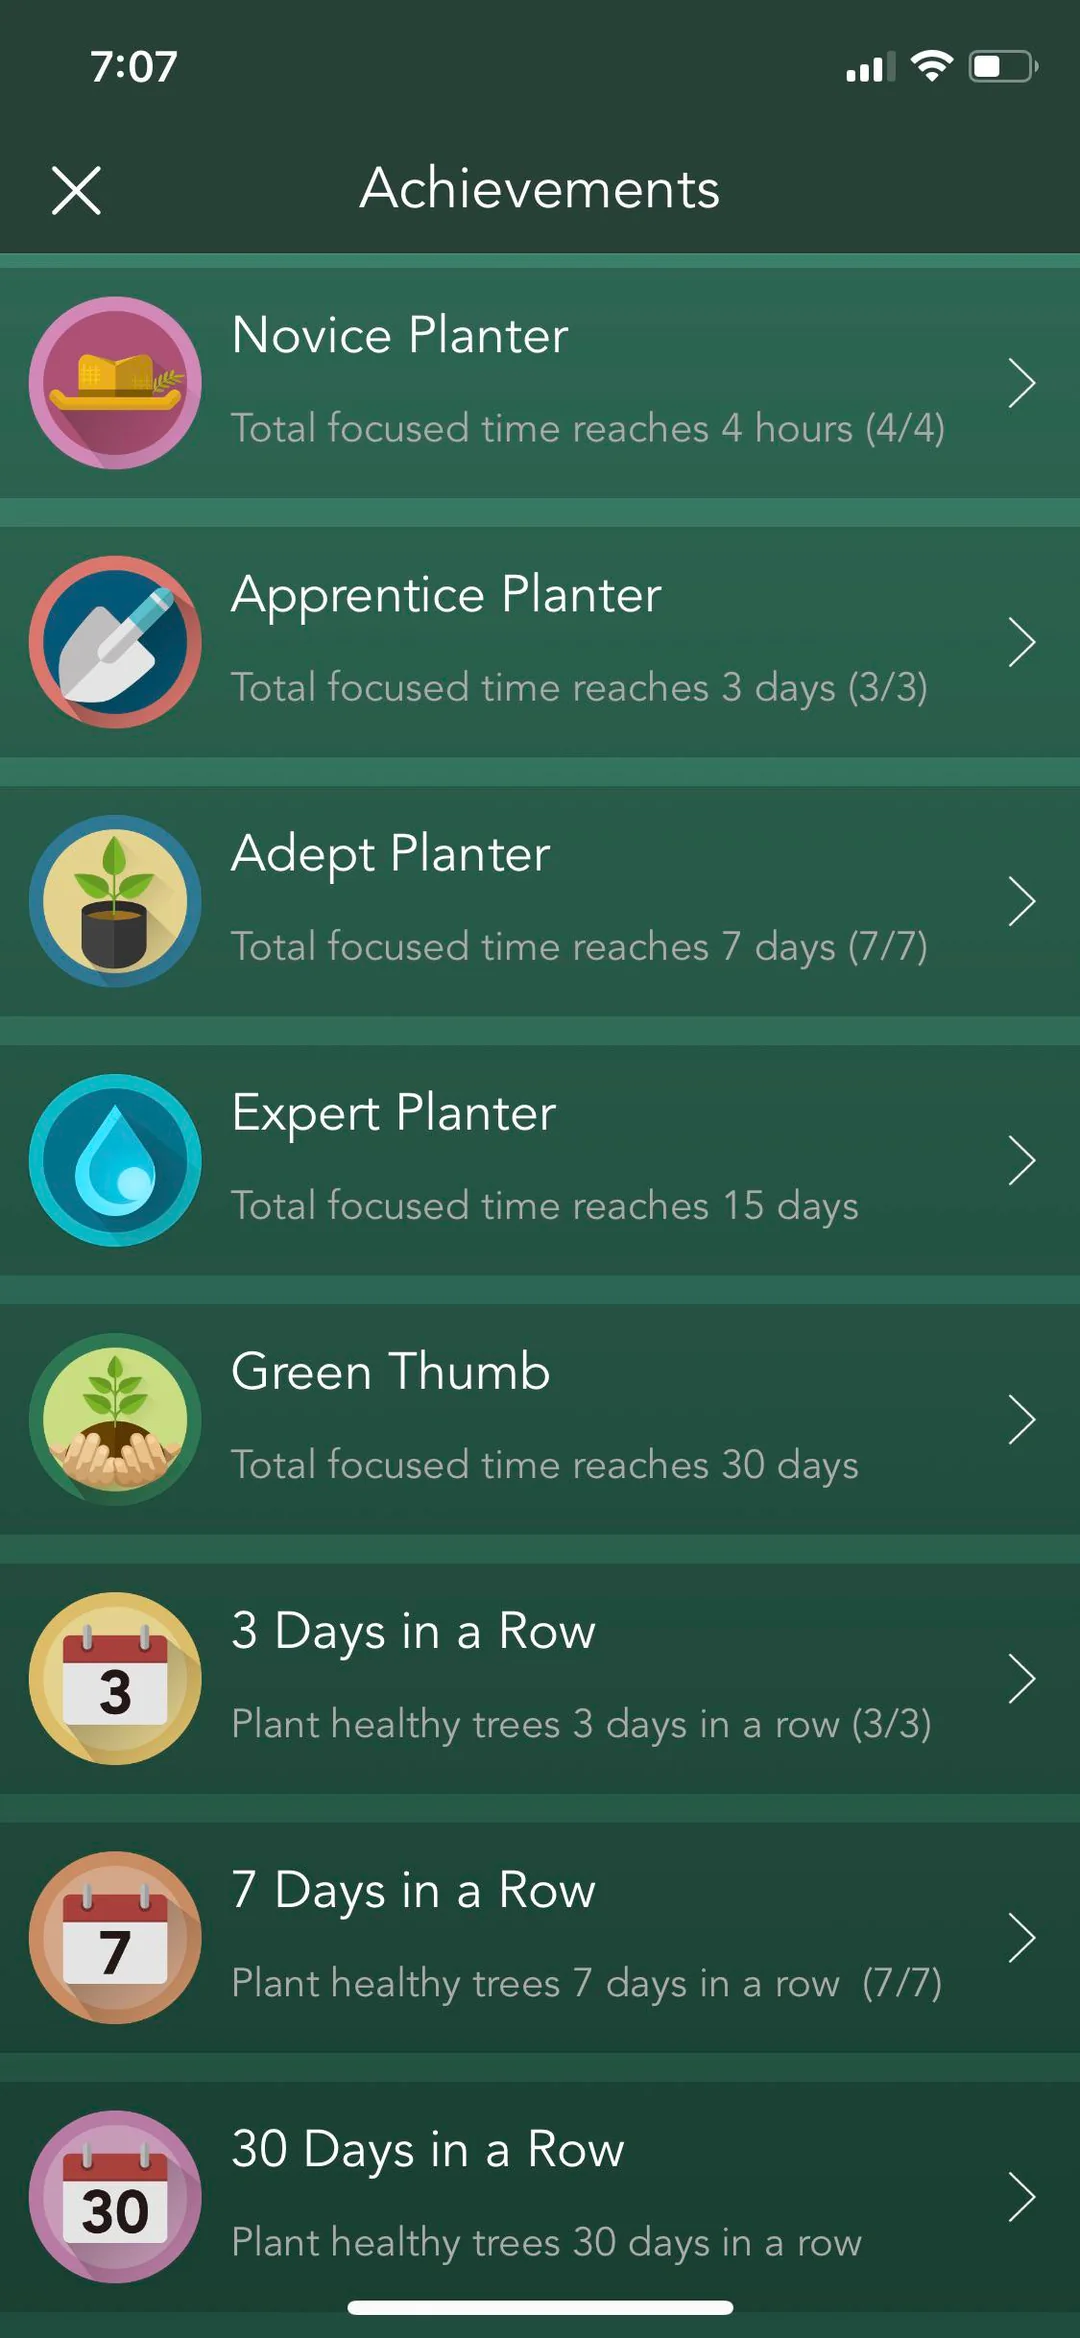 7:07
Achievements
Novice Planter
Total focused time reaches 4 hours (4/4)
Apprentice Planter
Total focused time reaches 3 days (3/3)
Adept Planter
Total focused time reaches 7 days (7/7)
Expert Planter
Total focused time reaches 15 days
Green Thumb
Total focused time reaches 30 days
3 Days in a Row
3
Plant healthy trees 3 days in a row (3/3)
7 Days in a Row
7
Plant healthy trees 7 days in a row (7/7)
30 Days in a Row
30
Plant healthy trees 30 days in a row